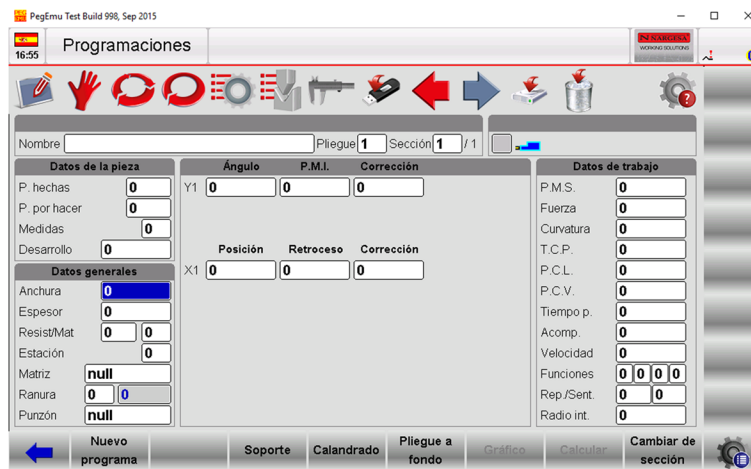 PegEmu Test Build 998, Sep 2015
16:55 Programaciones NARGESA
WORKING SOLUTIONS
Nombre Pliegue 1 Sección 1 / 1
Datos de la pieza
P. hechas 0
P. por hacer 0
Medidas 0
Desarrollo 0
Datos generales
Anchura 0
Espesor 0
Resist/Mat 0 0
Estación 0
Matriz null
Ranura 0 0
Punzón null
Ángulo P.M.I. Corrección
Y1 0 0 0
Posición Retroceso Corrección
X1 0 0 0
Datos de trabajo
P.M.S. 0
Fuerza 0
Curvatura 0
T.C.P. 0
P.C.L. 0
P.C.V. 0
Tiempo p. 0
Acomp. 0
Velocidad 0
Funciones 0 0 0 0
Rep./Sent. 0 0
Radio int. 0
Nuevo programa
Soporte
Calandrado
Pliegue a fondo
Gráfico
Calcular
Cambiar de sección